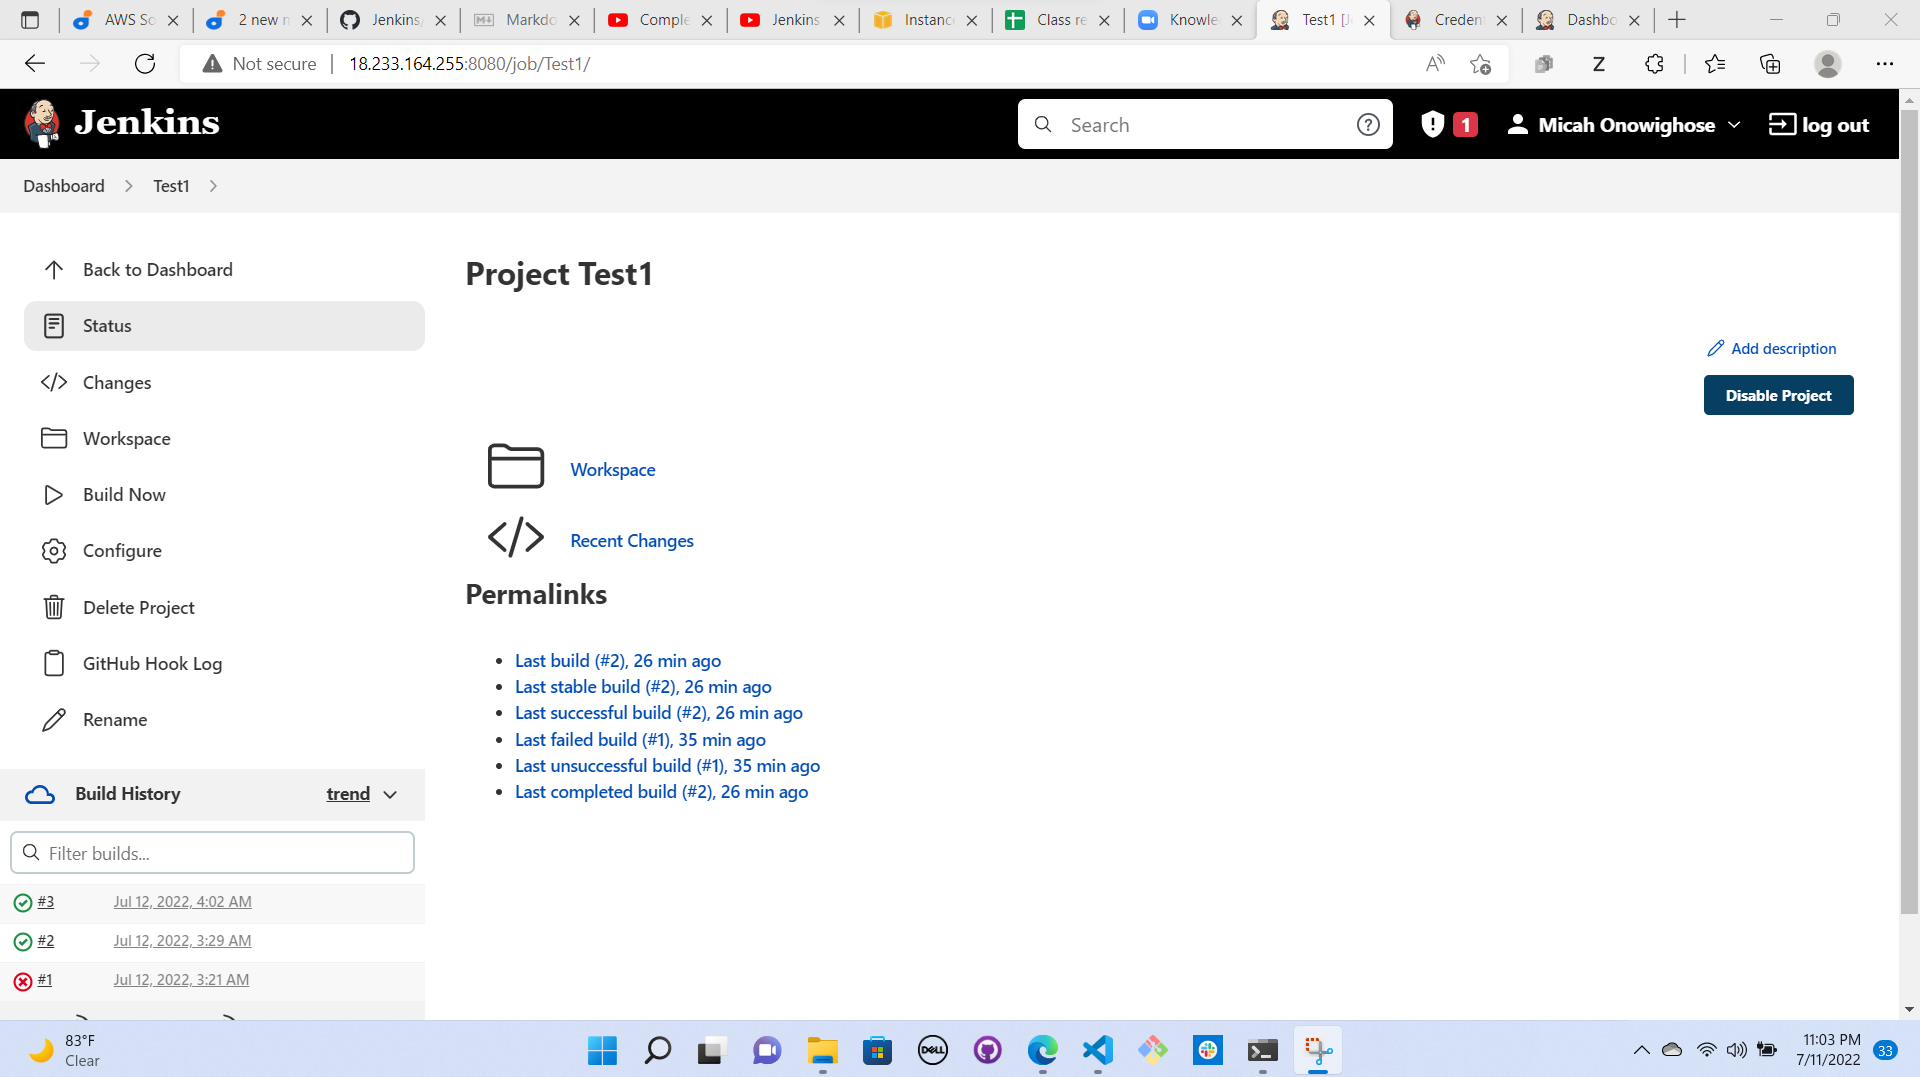 AWS So
2 new n
Jenkins/
Markdo
Comple
Jenkins
Instance
Class re
Knowle
Test1 [Je
Creden
Dashbo
Not secure
18.233.164.255:8080/job/Test1/
Jenkins
Search
1
Micah Onowighose
log out
Dashboard
Test1
Back to Dashboard
Status
Changes
Workspace
Build Now
Configure
Delete Project
GitHub Hook Log
Rename
Project Test1
Add description
Disable Project
Workspace
Recent Changes
Permalinks
Last build (#2), 26 min ago
Last stable build (#2), 26 min ago
Last successful build (#2), 26 min ago
Last failed build (#1), 35 min ago
Last unsuccessful build (#1), 35 min ago
Last completed build (#2), 26 min ago
Build History
trend
Filter builds...
#3 Jul 12, 2022, 4:02 AM
#2 Jul 12, 2022, 3:29 AM
#1 Jul 12, 2022, 3:21 AM
83°F
Clear
DELL
11:03 PM
7/11/2022
33